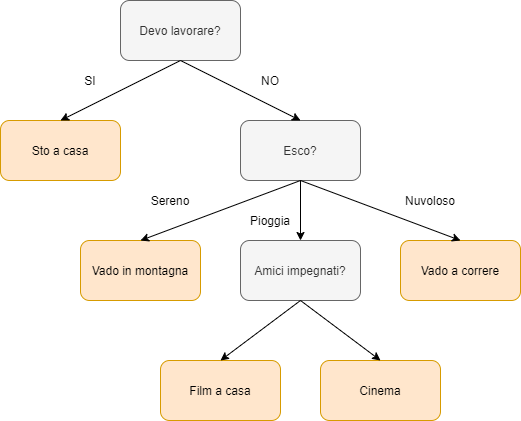 Devo lavorare?
SI
NO
Sto a casa
Esco?
Sereno
Pioggia
Nuvoloso
Vado in montagna
Amici impegnati?
Vado a correre
Film a casa
Cinema